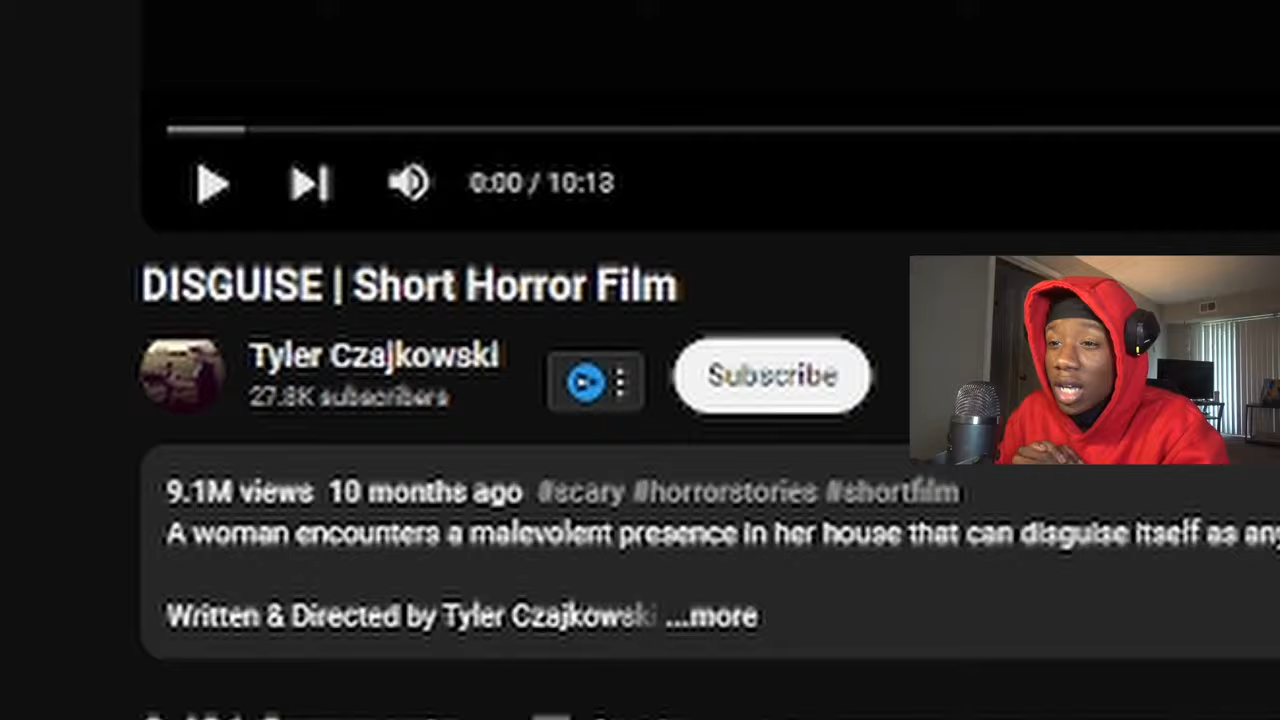 0:00 / 10:13
DISGUISE | Short Horror Film
Tyler Czajkowski
27.8K subscribers
Subscribe
9.1M views 10 months ago #scary #horrorstories #shortfilm
A woman encounters a malevolent presence in her house that can disguise itself as
Written & Directed by Tyler Czajkowski ...more